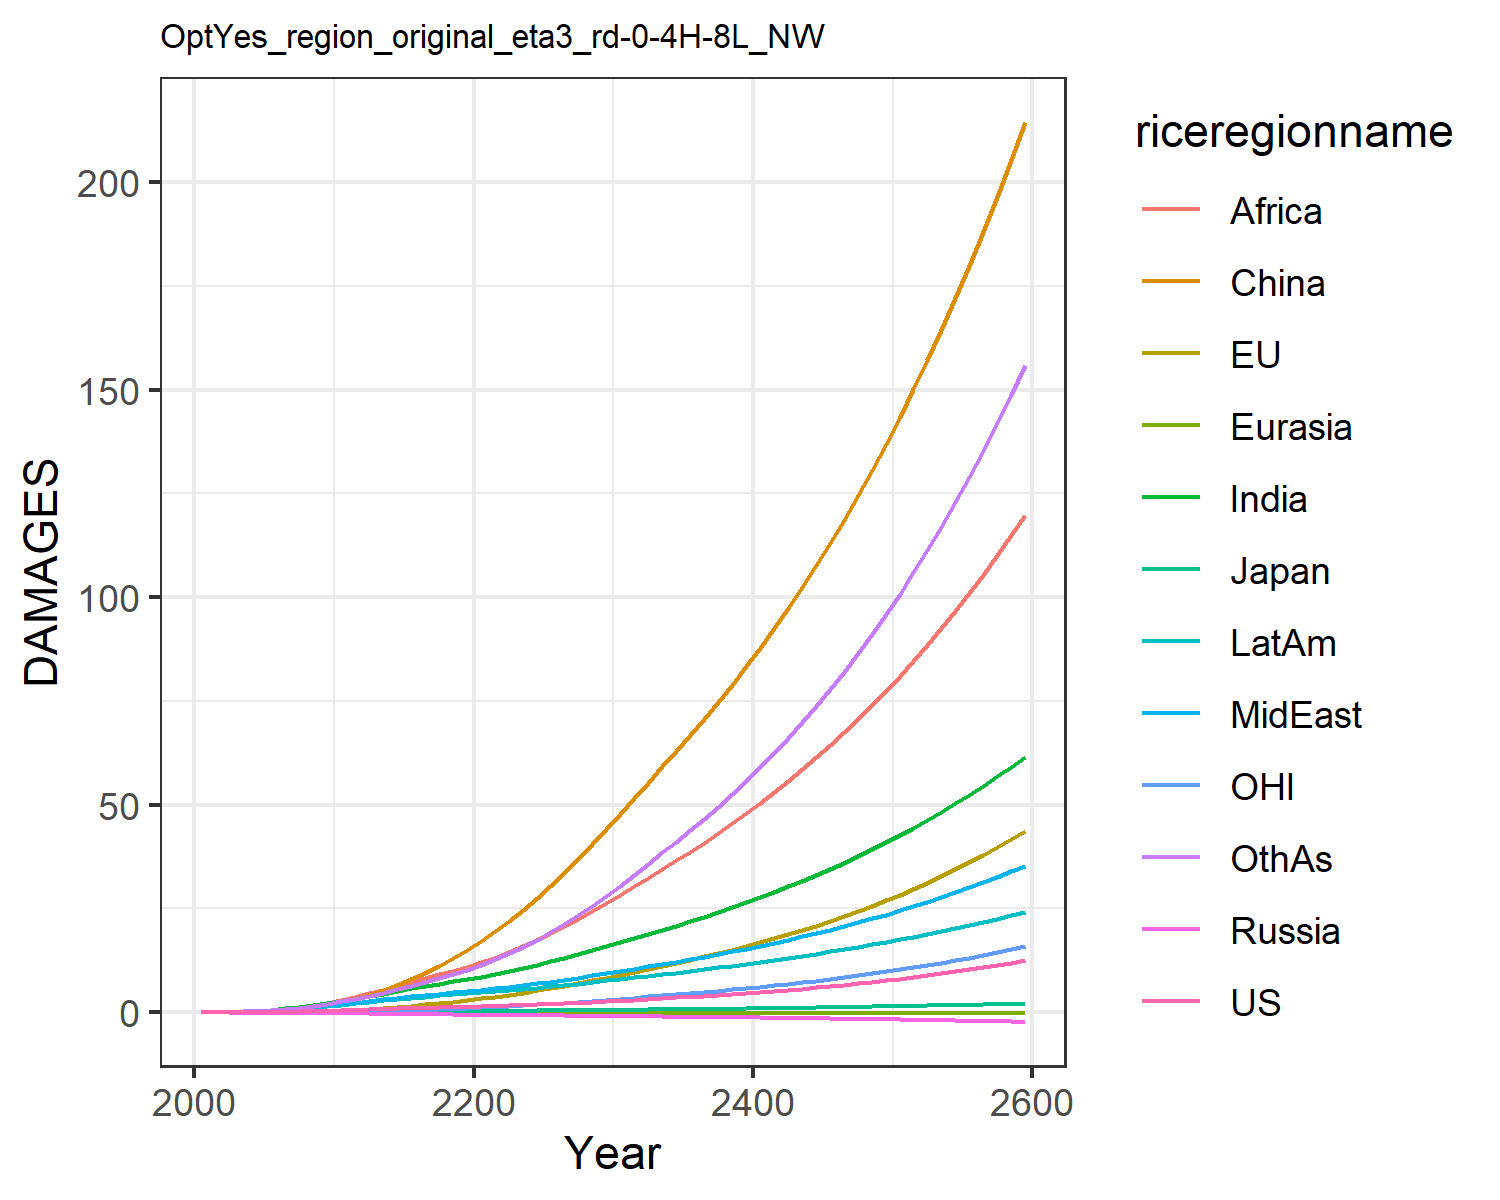 OptYes_region_original_eta3_rd-0-4H-8L_NW
DAMAGES
200
150
100
50
0
2000
2200
2400
2600
Year
riceregionname
Africa
China
EU
Eurasia
India
Japan
LatAm
MidEast
OHI
OthAs
Russia
US